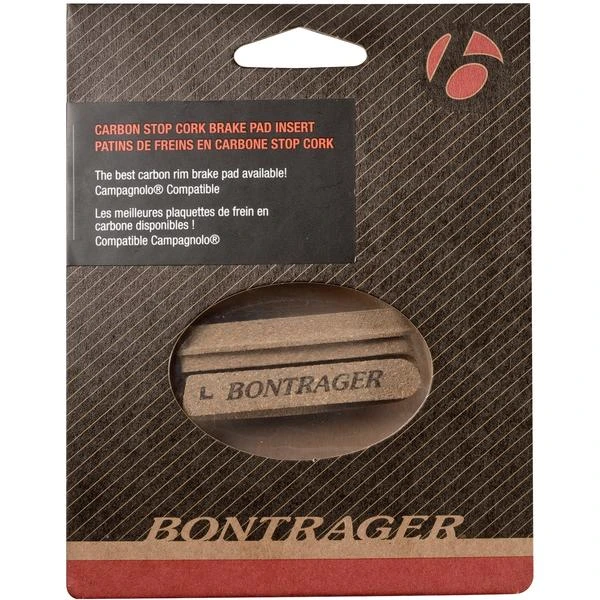 CARBON STOP CORK BRAKE PAD INSERT
PATINS DE FREINS EN CARBONE STOP CORK
The best carbon rim brake pad available!
Campagnolo® Compatible
Les meilleures plaquettes de frein en
carbone disponibles !
Compatible Campagnolo®
L BONTRAGER
BONTRAGER